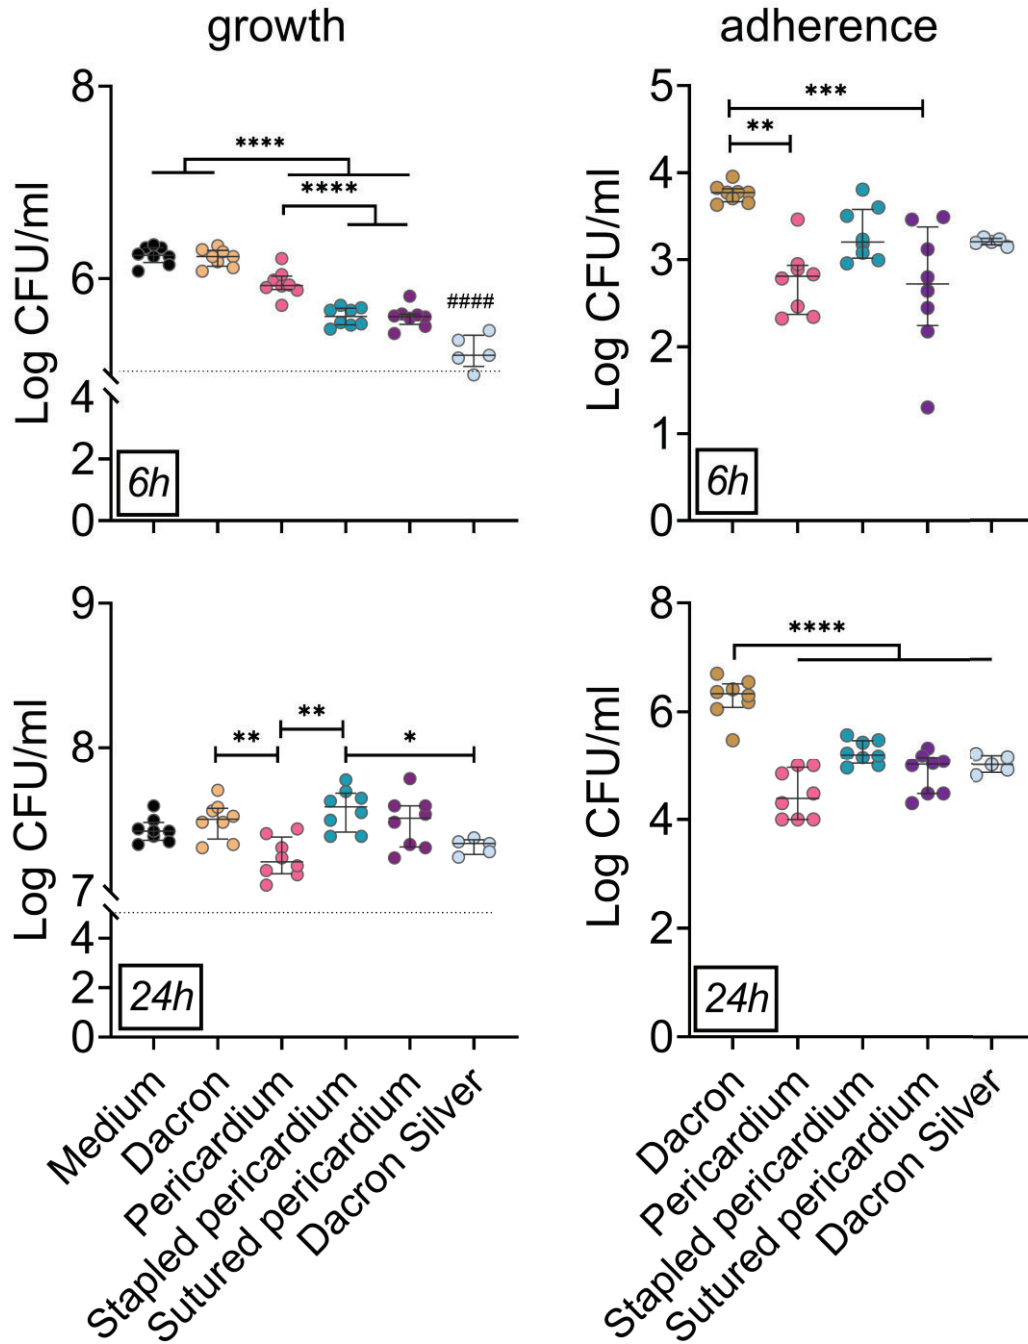 growth
adherence
Log CFU/ml
8
6
4
2
0
****
****
####
6h
Log CFU/ml
5
4
3
2
1
0
***
**
6h
Log CFU/ml
9
8
7
4
2
0
**
**
*
24h
Medium
Dacron
Pericardium
Stapled pericardium
Sutured pericardium
Dacron Silver
Log CFU/ml
8
6
4
2
0
****
24h
Dacron
Pericardium
Stapled pericardium
Sutured pericardium
Dacron Silver